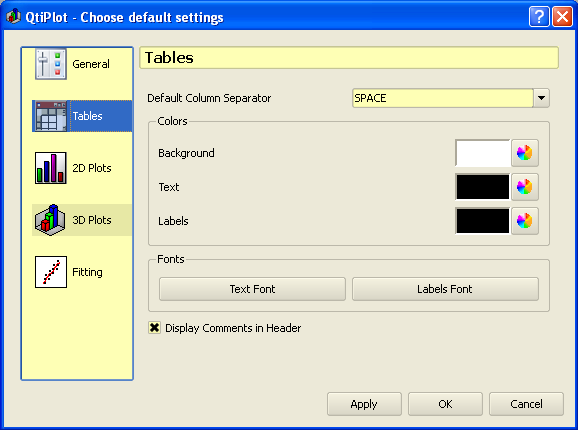 QtiPlot - Choose default settings
General
Tables
2D Plots
3D Plots
Fitting
Tables
Default Column Separator SPACE
Colors
Background
Text
Labels
Fonts
Text Font Labels Font
Display Comments in Header
Apply OK Cancel